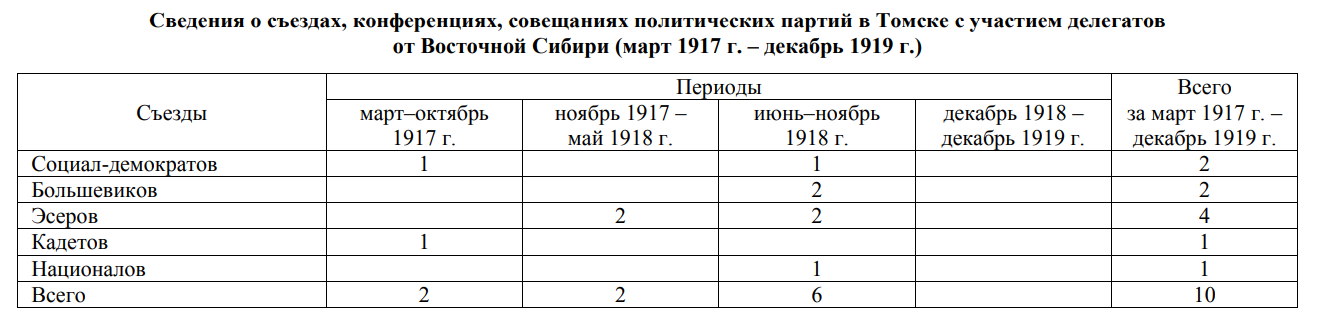 Сведения о съездах, конференциях, совещаниях политических партий в Томске с участием делегатов
от Восточной Сибири (март 1917 г. – декабрь 1919 г.)
Съезды
Периоды
Всего
за март 1917 г. –
декабрь 1919 г.
март–октябрь
1917 г.
ноябрь 1917 –
май 1918 г.
июнь–ноябрь
1918 г.
декабрь 1918 –
декабрь 1919 г.
Социал-демократов 1 1 2
Большевиков 2 2
Эсеров 2 2 4
Кадетов 1 1
Националов 1 1
Всего 2 2 6 10